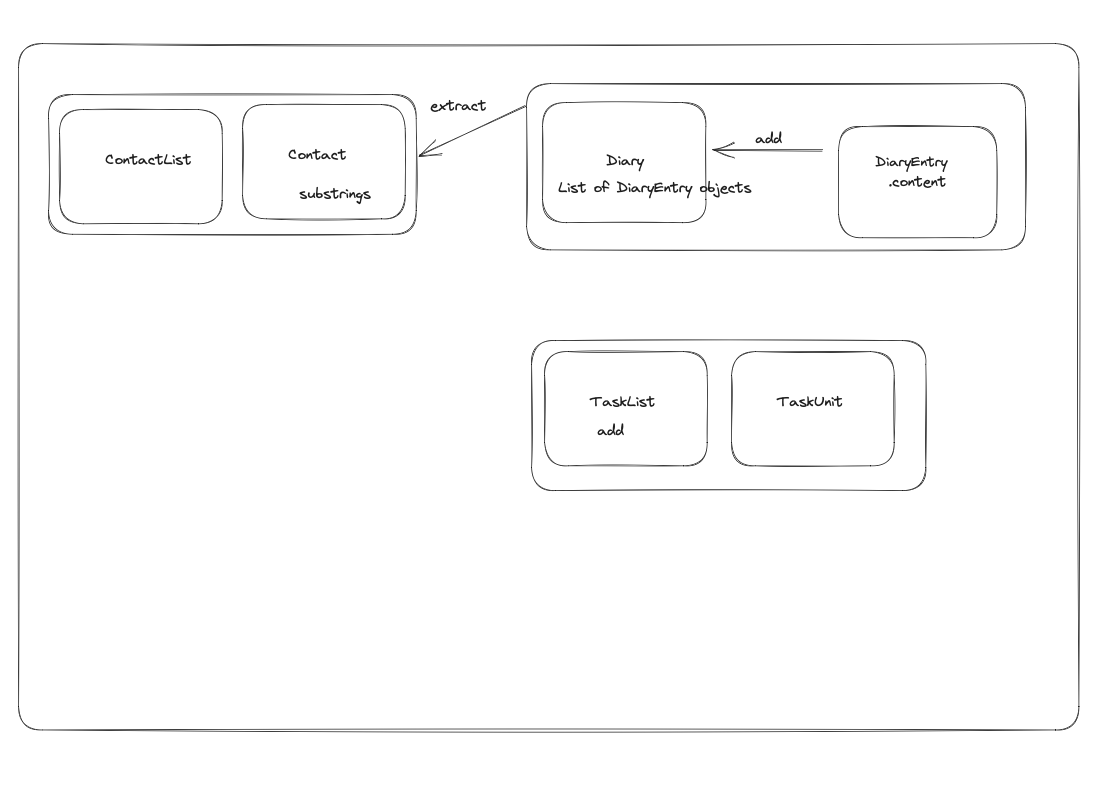 extract
ContactList
Contact
substrings
add
Diary
List of DiaryEntry objects
DiaryEntry
.content
TaskList
add
TaskUnit